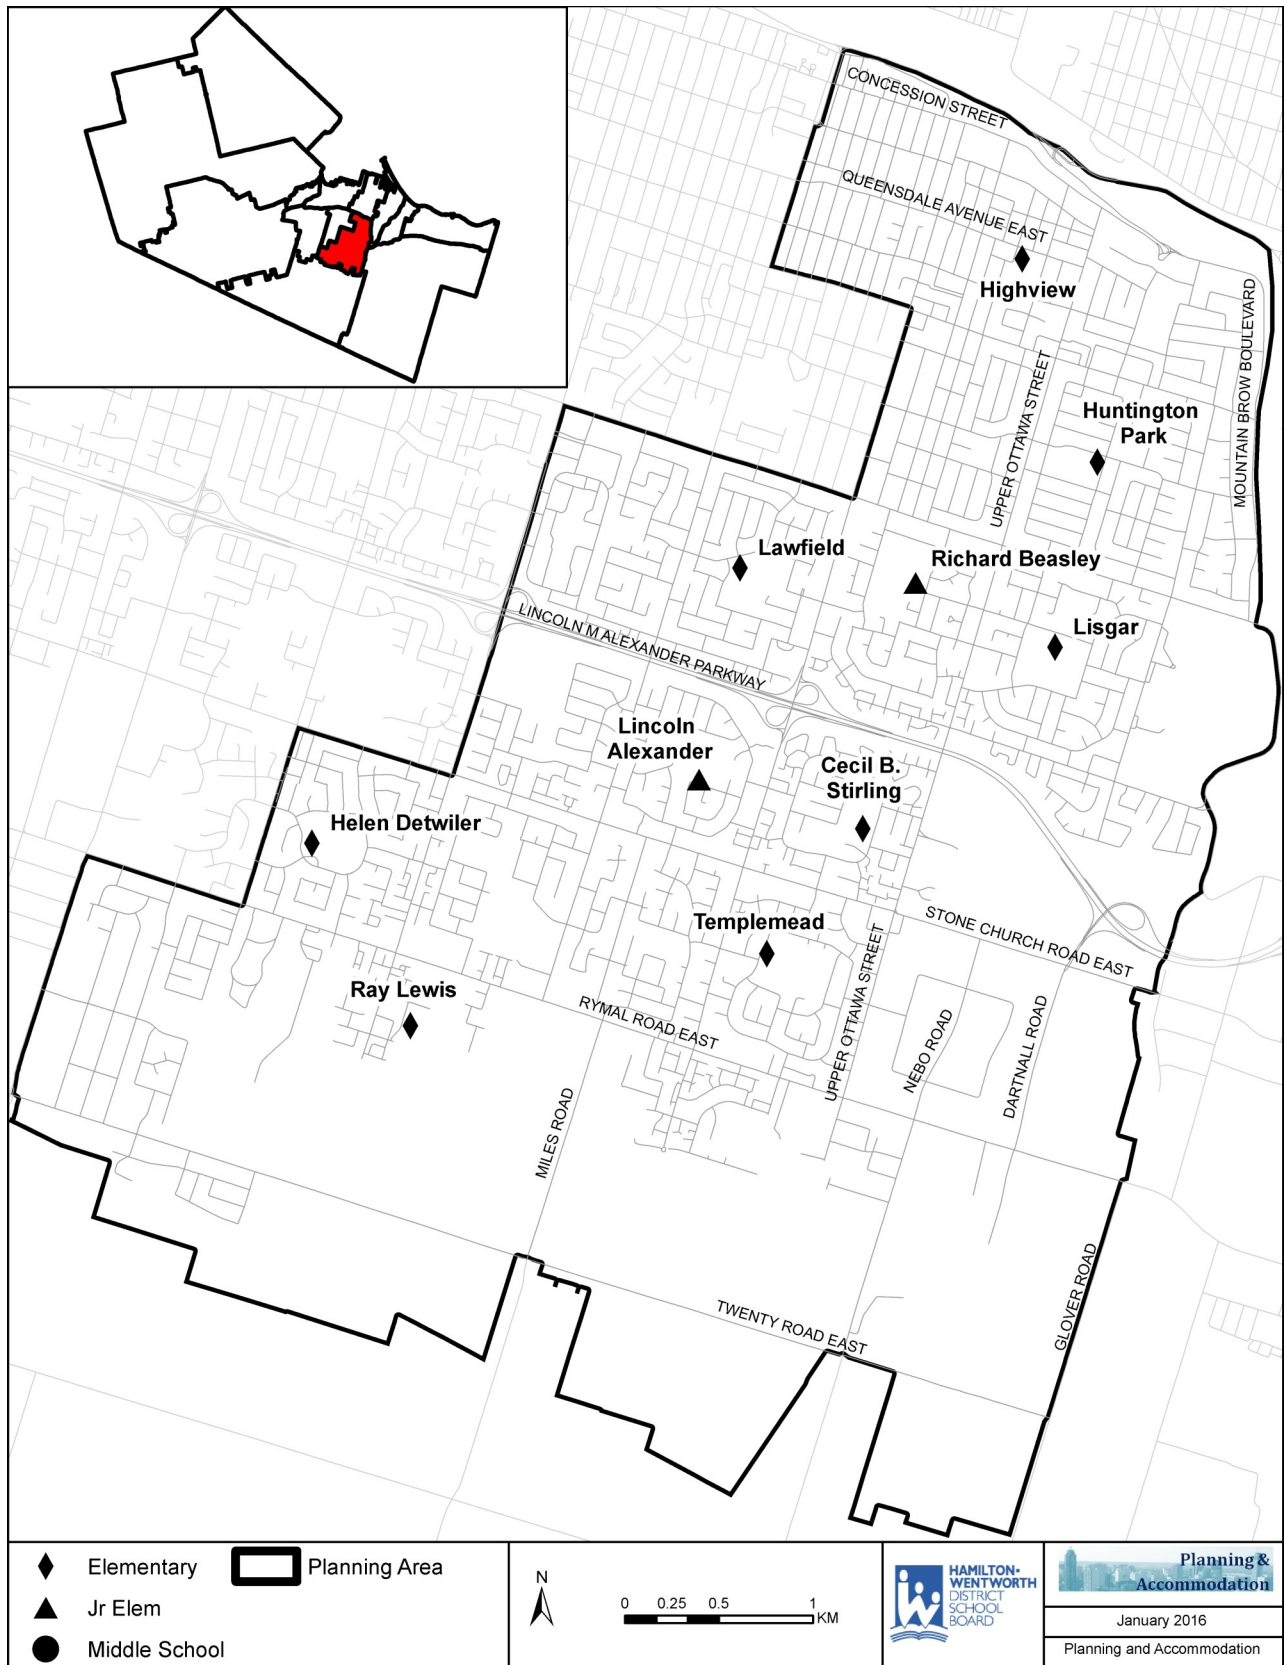 CONCESSION STREET
QUEENSDALE AVENUE EAST
Highview
MOUNTAIN BROW BOULEVARD
UPPER OTTAWA STREET
Huntington
Park
Lawfield
Richard Beasley
LINCOLN M ALEXANDER PARKWAY
Lisgar
Lincoln
Alexander
Cecil B.
Stirling
Helen Detwiler
Templemead
STONE CHURCH ROAD EAST
Ray Lewis
RYMAL ROAD EAST
UPPER OTTAWA STREET
NEBO ROAD
DARTNALL ROAD
MILES ROAD
GLOVER ROAD
TWENTY ROAD EAST
Elementary
Planning Area
Jr Elem
Middle School
N
0 0.25 0.5 1
KM
HAMILTON-
WENTWORTH
DISTRICT
SCHOOL
BOARD
Planning &
Accommodation
January 2016
Planning and Accommodation